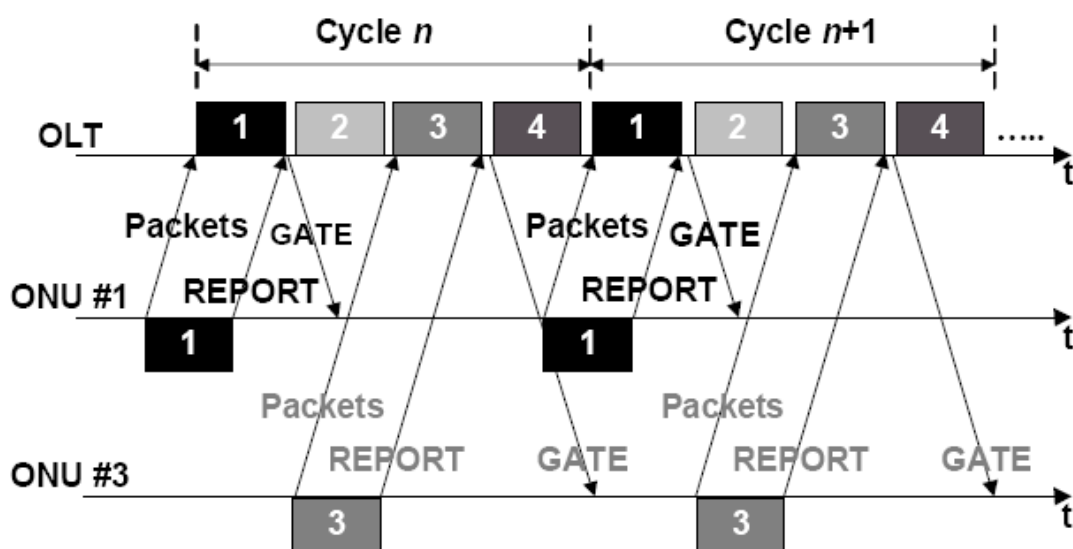 Cycle n Cycle n+1
OLT 1 2 3 4 1 2 3 4 .....
t
Packets GATE Packets GATE
REPORT REPORT
ONU #1
t
1 1
Packets Packets
REPORT GATE REPORT GATE
ONU #3
t
3 3